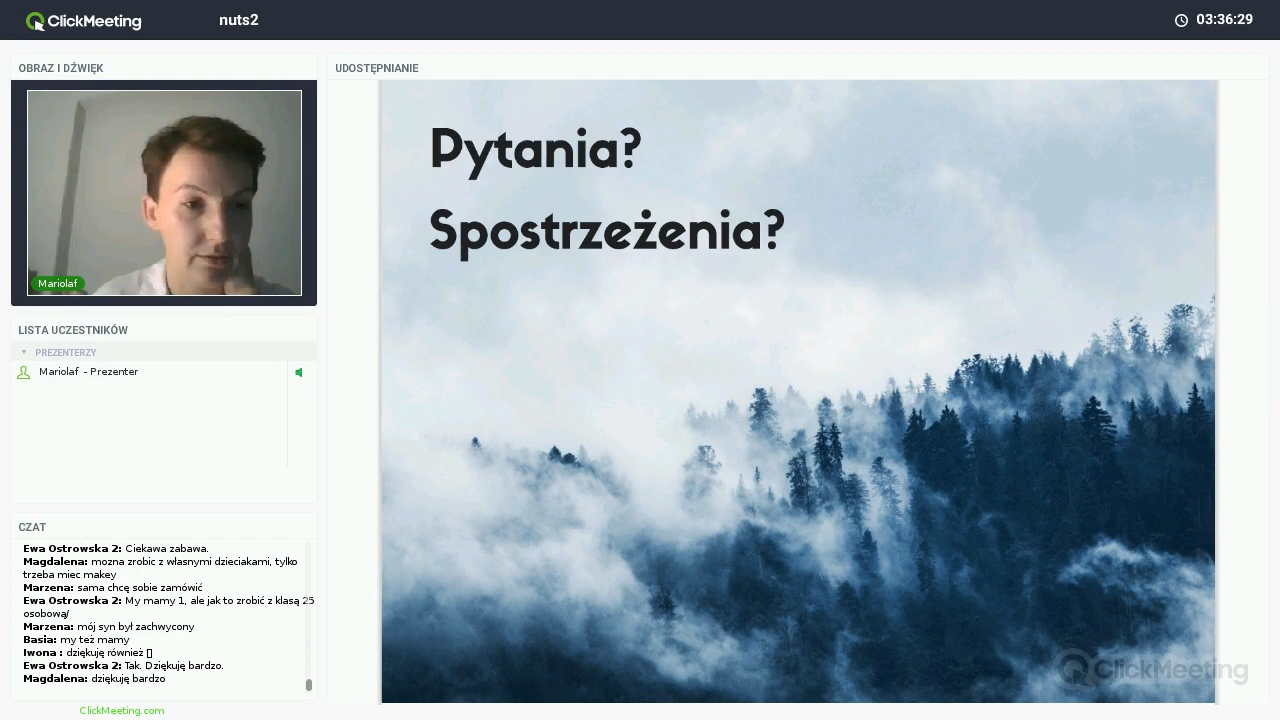 ClickMeeting
nuts2
03:36:29
OBRAZ I DŹWIĘK
UDOSTĘPNIANIE
Mariolaf
Pytania?
Spostrzeżenia?
LISTA UCZESTNIKÓW
PREZENTERZY
Mariolaf - Prezenter
CZAT
Ewa Ostrowska 2: Ciekawa zabawa.
Magdalena: mozna zrobic z własnymi dzieciakami, tylko
trzeba miec makey
Marzena: sama chcę sobie zamówić
Ewa Ostrowska 2: My mamy 1, ale jak to zrobić z klasą 25
osobową/
Marzena: mój syn był zachwycony
Basia: my też mamy
Iwona : dziękuję również
Ewa Ostrowska 2: Tak. Dziękuję bardzo.
Magdalena: dziękuję bardzo
ClickMeeting
ClickMeeting.com